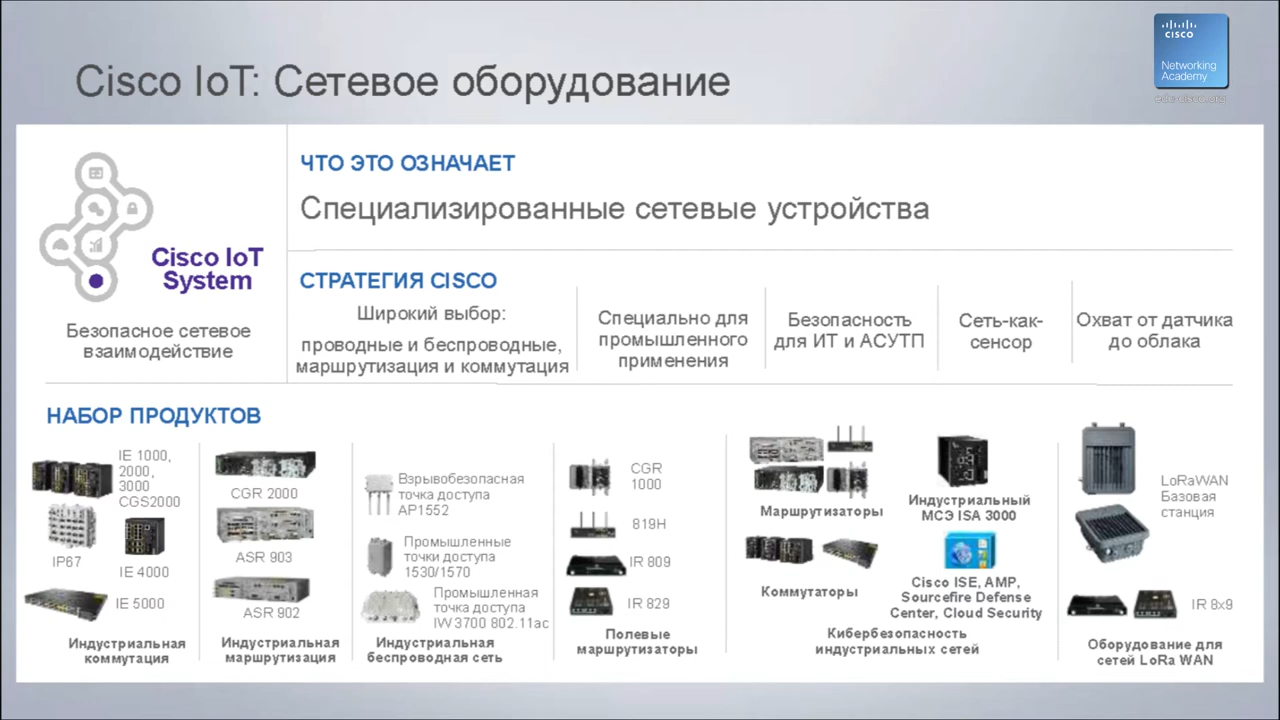 Cisco IoT: Сетевое оборудование
cisco
Networking
Academy
Cisco IoT
System
Безопасное сетевое
взаимодействие
ЧТО ЭТО ОЗНАЧАЕТ
Специализированные сетевые устройства
СТРАТЕГИЯ CISCO
Широкий выбор:
проводные и беспроводные,
маршрутизация и коммутация
Специально для
промышленного
применения
Безопасность
для ИТ и АСУТП
Сеть-как-
сенсор
Охват от датчика
до облака
НАБОР ПРОДУКТОВ
IE 1000,
2000,
3000
CGS2000
IP67
IE 4000
IE 5000
Индустриальная
коммутация
CGR 2000
ASR 903
ASR 902
Индустриальная
маршрутизация
Взрывобезопасная
точка доступа
AP1552
Промышленные
точки доступа
1530/1570
Промышленная
точка доступа
IW 3700 802.11ac
Индустриальная
беспроводная сеть
CGR
1000
819H
IR 809
IR 829
Полевые
маршрутизаторы
Маршрутизаторы
Коммутаторы
Индустриальный
МСЭ ISA 3000
Cisco ISE, AMP,
Sourcefire Defense
Center, Cloud Security
Кибербезопасность
индустриальных сетей
LoRaWAN
Базовая
станция
IR 8x9
Оборудование для
сетей LoRa WAN